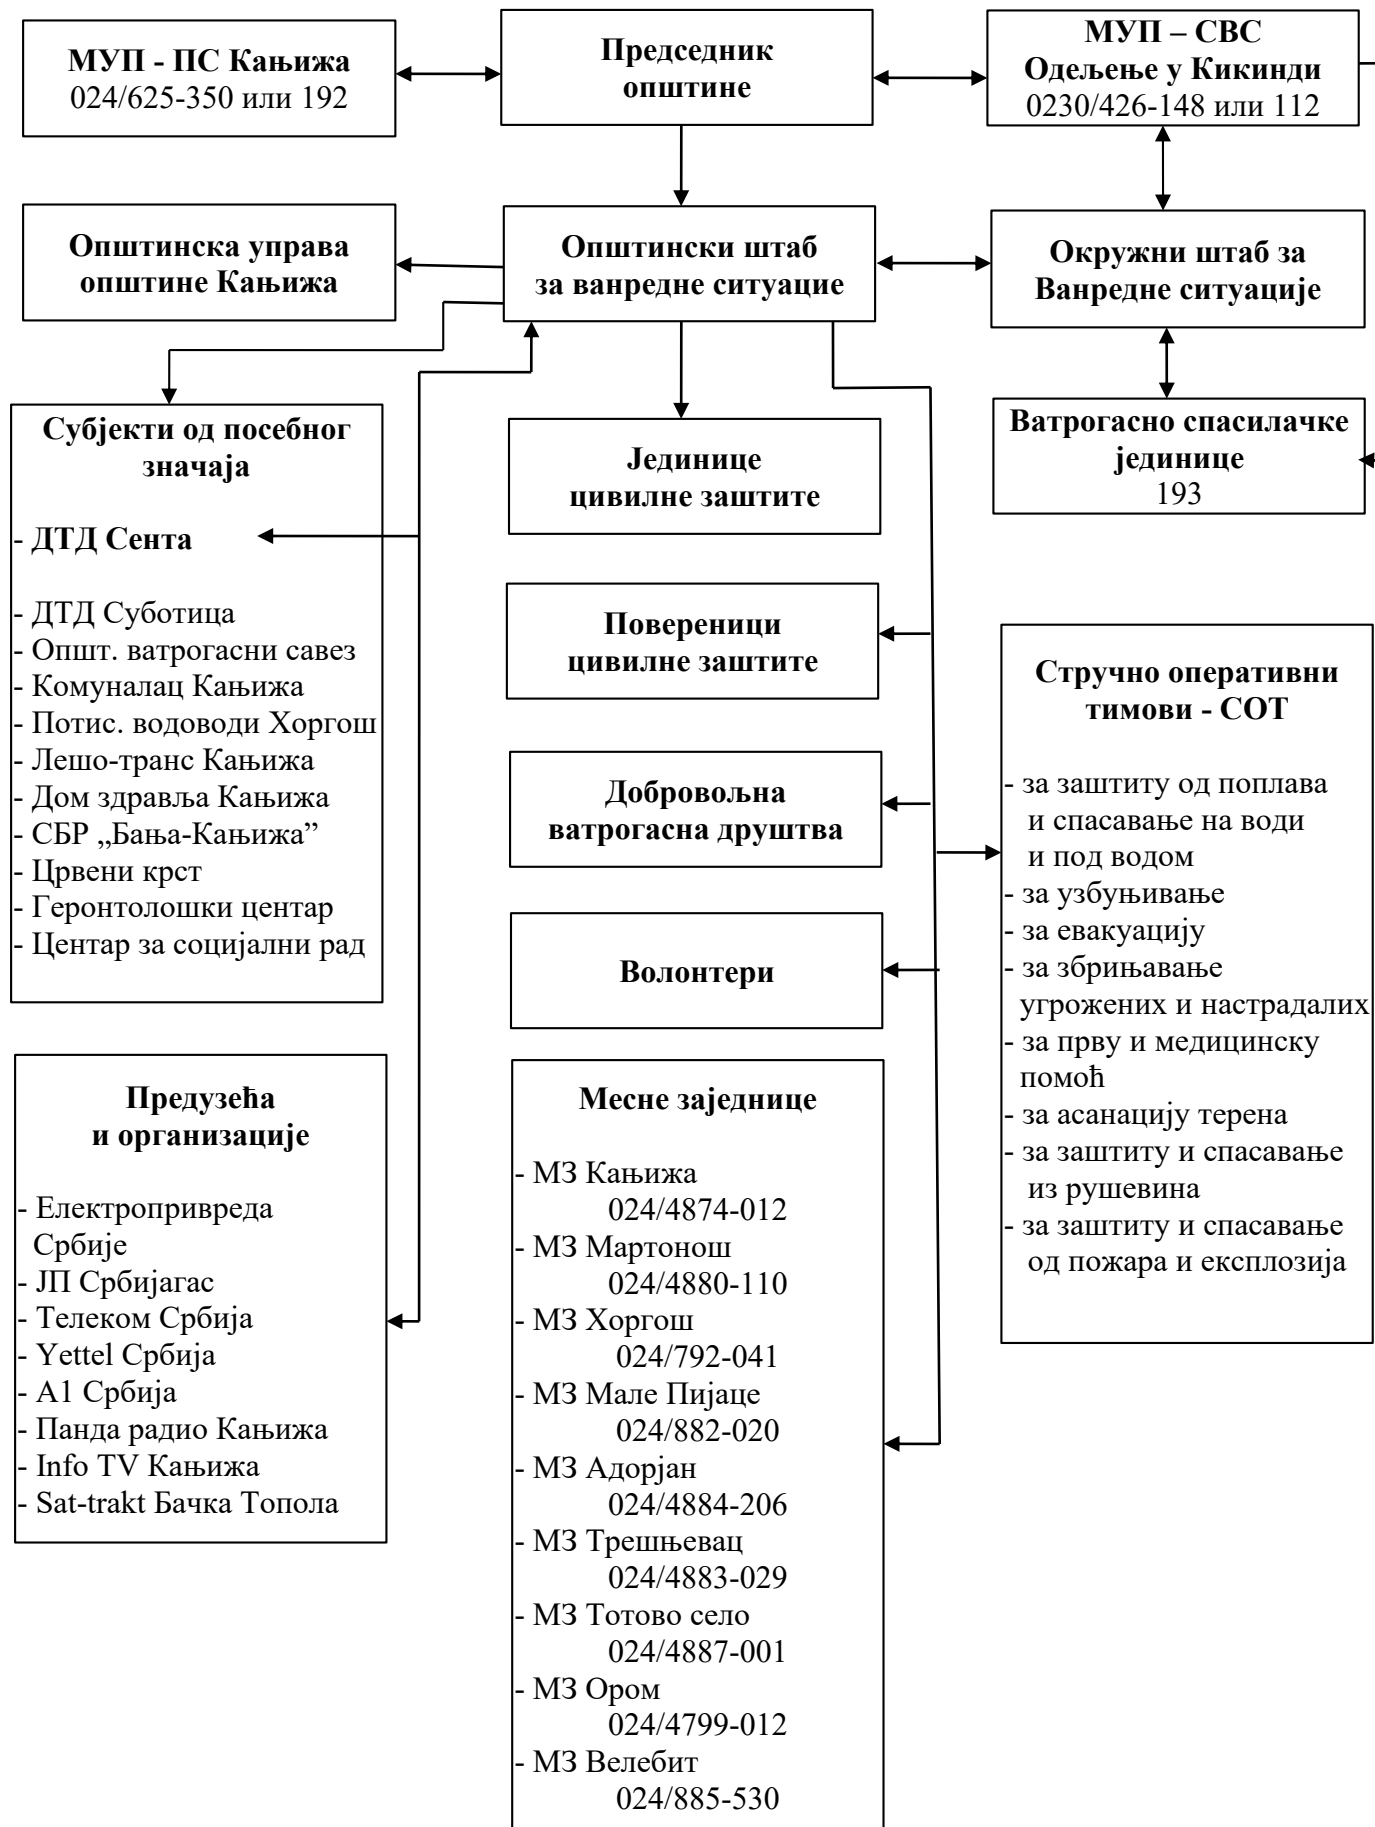 МУП - ПС Кањижа
024/625-350 или 192
Председник
општине
МУП – СВС
Одељење у Кикинди
0230/426-148 или 112
Општинска управа
општине Кањижа
Општински штаб
за ванредне ситуацие
Окружни штаб за
Ванредне ситуације
Субјекти од посебног
значаја
- ДТД Сента
- ДТД Суботица
- Општ. ватрогасни савез
- Комуналац Кањижа
- Потис. водоводи Хоргош
- Лешо-транс Кањижа
- Дом здравља Кањижа
- СБР „Бања-Кањижа”
- Црвени крст
- Геронтолошки центар
- Центар за социјални рад
Јединице
цивилне заштите
Ватрогасно спасилачке
јединице
193
Повереници
цивилне заштите
Добровољна
ватрогасна друштва
Волонтери
Стручно оперативни
тимови - СОТ
- за заштиту од поплава
и спасавање на води
и под водом
- за узбуњивање
- за евакуацију
- за збрињавање
угрожених и настрадалих
- за прву и медицинску
помоћ
- за асанацију терена
- за заштиту и спасавање
из рушевина
- за заштиту и спасавање
од пожара и експлозија
Предузећа
и организације
- Електропривреда
Србије
- ЈП Србијагас
- Телеком Србија
- Yettel Србија
- А1 Србија
- Панда радио Кањижа
- Info TV Кањижа
- Sat-trakt Бачка Топола
Месне заједнице
- МЗ Кањижа
024/4874-012
- МЗ Мартонош
024/4880-110
- МЗ Хоргош
024/792-041
- МЗ Мале Пијаце
024/882-020
- МЗ Адорјан
024/4884-206
- МЗ Трешњевац
024/4883-029
- МЗ Тотово село
024/4887-001
- МЗ Ором
024/4799-012
- МЗ Велебит
024/885-530